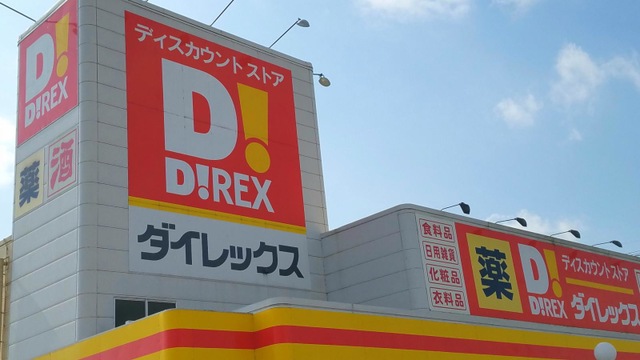 D!
D!REX
薬
酒
ディスカウントストア
D!
D!REX
ダイレックス
食料品
日用雑貨
化粧品
衣料品
薬
D!
D!REX
ディスカウントストア
ダイレックス